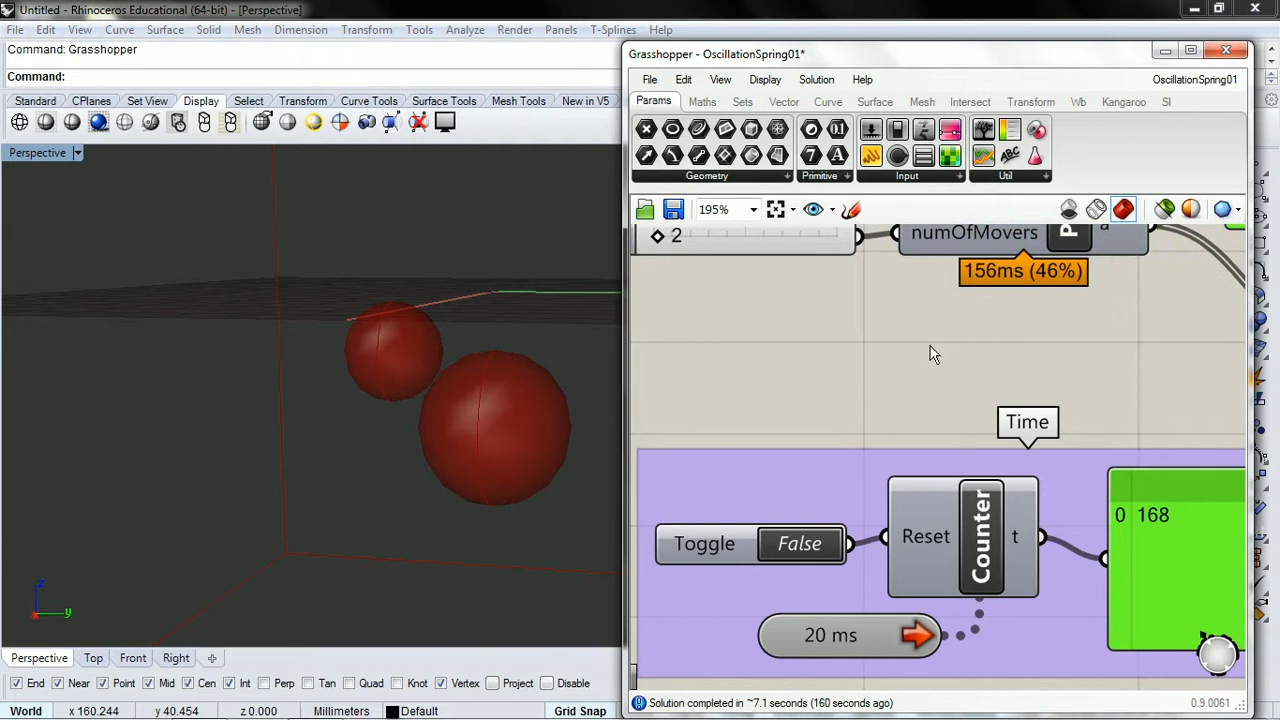 Untitled - Rhinoceros Educational (64-bit) - [Perspective]
File Edit View Curve Surface Solid Mesh Dimension Transform Tools Analyze Render Panels T-Splines Help
Command: Grasshopper
Command:
Standard CPlanes Set View Display Select Transform Curve Tools Surface Tools Mesh Tools New in V5
Perspective
z
y
Perspective Top Front Right
End Near Point Mid Cen Int Perp Tan Quad Knot Vertex Project Disable
World x 160.244 y 40.454 z 0.000 Millimeters Default Grid Snap
Grasshopper - OscillationSpring01*
File Edit View Display Solution Help OscillationSpring01
Params Maths Sets Vector Curve Surface Mesh Intersect Transform Wb Kangaroo SI
Geometry Primitive Input Util
195%
2 numOfMovers a
156ms (46%)
Time
Toggle False Reset Counter t
0 168
20 ms
Solution completed in ~7.1 seconds (160 seconds ago) 0.9.0061